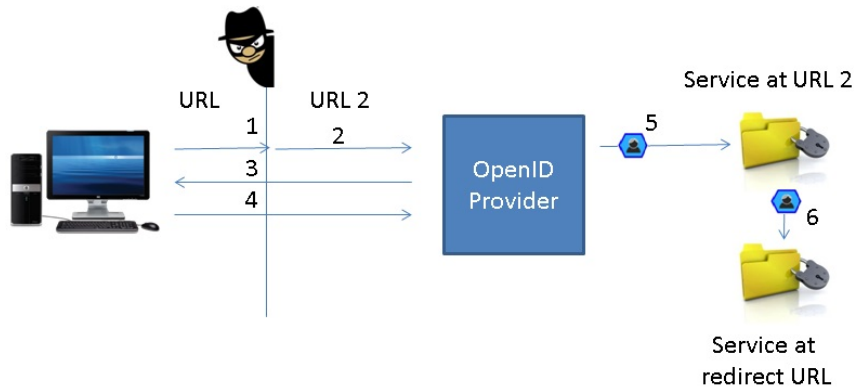 Service at URL 2
URL
URL 2
1
2
5
3
OpenID
Provider
4
6
Service at
redirect URL